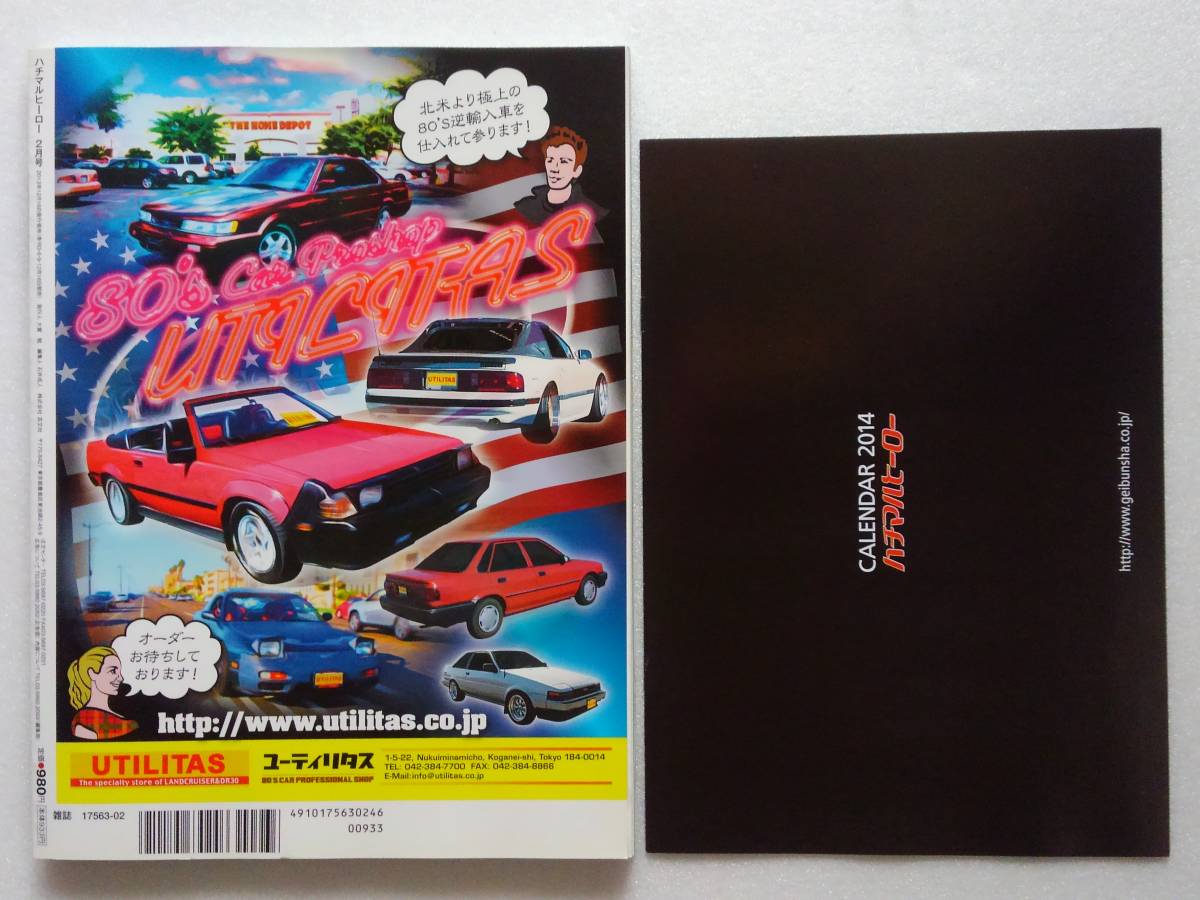 ハチマルヒーロー 2月号
THE HOME DEPOT
北米より極上の
80'S逆輸入車を
仕入れて参ります!
80's Car Proshop
UTILITAS
UTILITAS
UTILITAS
オーダー
お待ちして
おります!
http://www.utilitas.co.jp
UTILITAS
The specialty store of LANDCRUISER&DR30
ユーティリタス
80'S CAR PROFESSIONAL SHOP
1-5-22, Nukuiminamicho, Koganei-shi, Tokyo 184-0014
TEL: 042-384-7700 FAX: 042-384-8866
E-Mail:info@utilitas.co.jp
980円
雑誌 17563-02
4910175630246
00933
CALENDAR 2014
ハチマルヒーロー
http://www.geibunsha.co.jp/